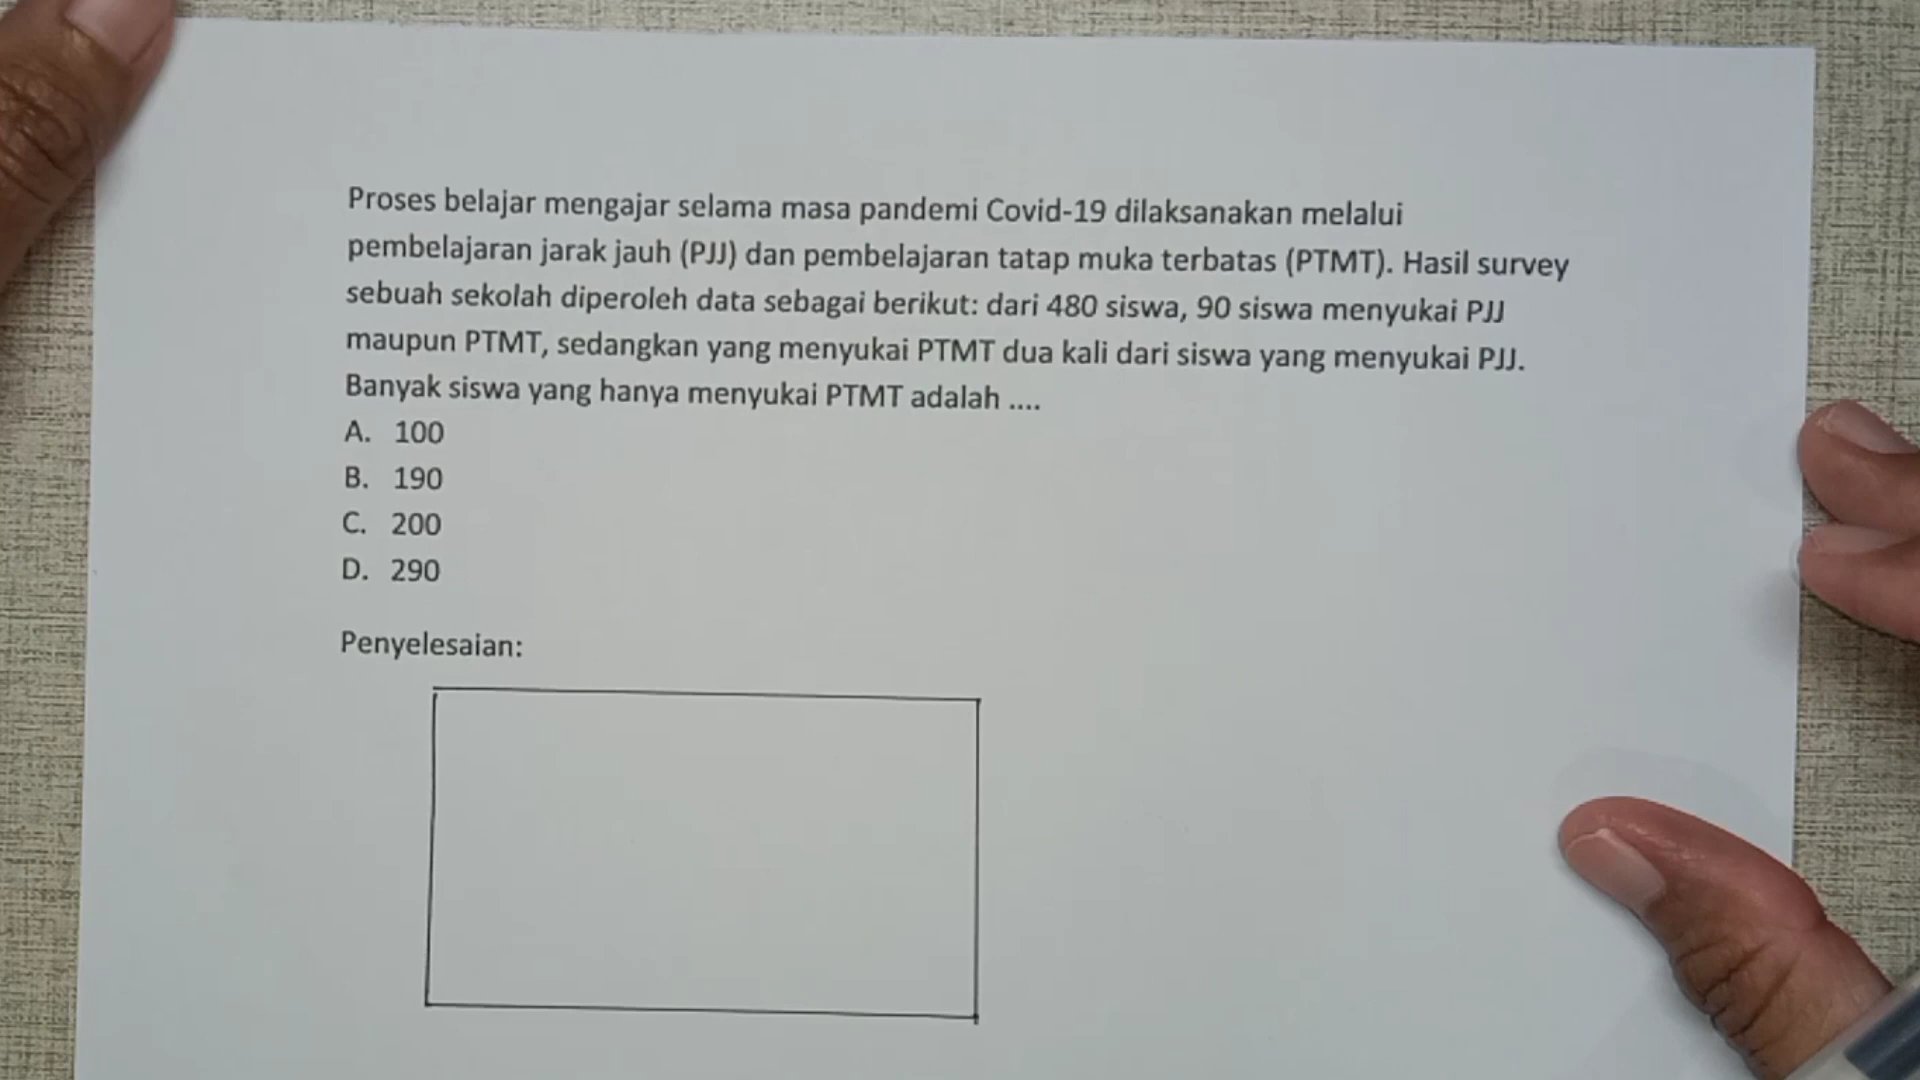 Proses belajar mengajar selama masa pandemi Covid-19 dilaksanakan melalui
pembelajaran jarak jauh (PJJ) dan pembelajaran tatap muka terbatas (PTMT). Hasil survey
sebuah sekolah diperoleh data sebagai berikut: dari 480 siswa, 90 siswa menyukai PJJ
maupun PTMT, sedangkan yang menyukai PTMT dua kali dari siswa yang menyukai PJJ.
Banyak siswa yang hanya menyukai PTMT adalah ....
A. 100
B. 190
C. 200
D. 290
Penyelesaian: